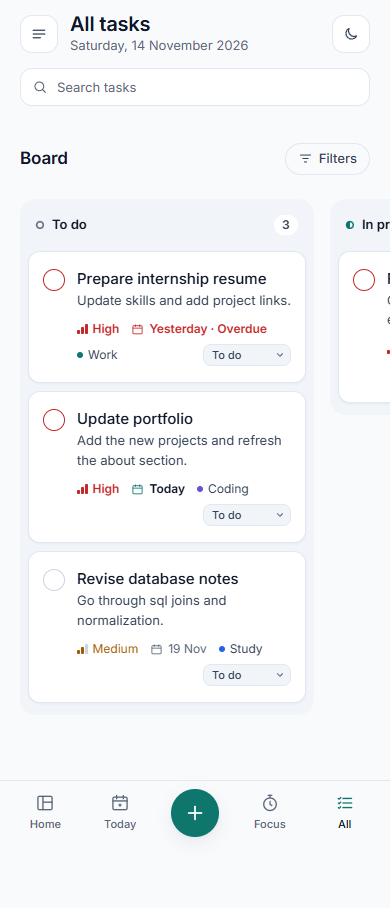 All tasks
Saturday, 14 November 2026
Search tasks
Board
Filters
To do
3
Prepare internship resume
Update skills and add project links.
High Yesterday · Overdue
Work To do
Update portfolio
Add the new projects and refresh
the about section.
High Today Coding
To do
Revise database notes
Go through sql joins and
normalization.
Medium 19 Nov Study
To do
In pr
Home Today Focus All